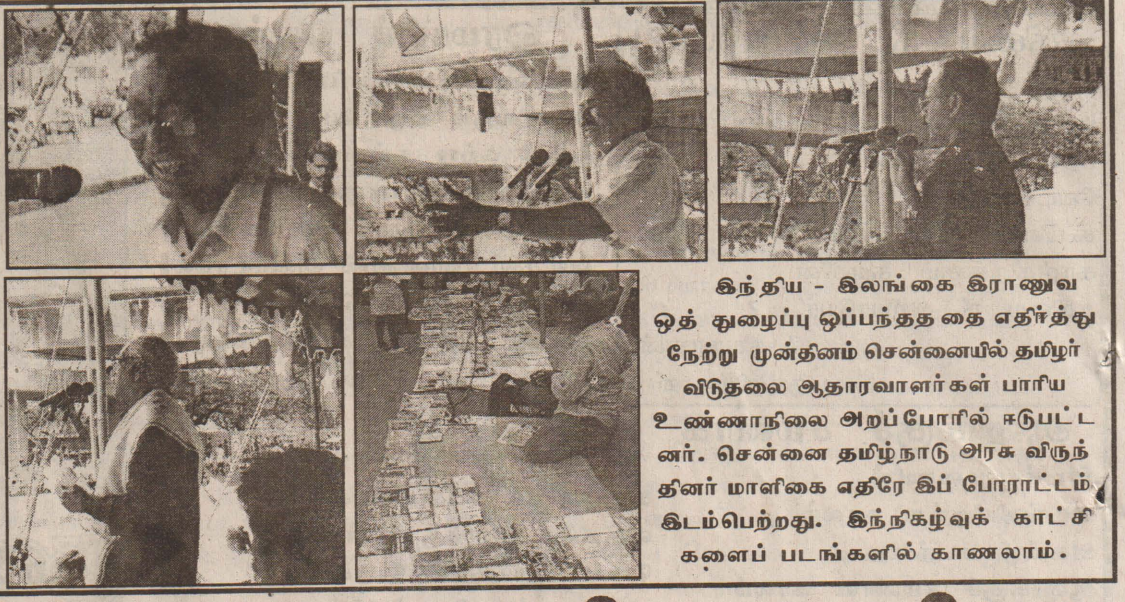 இந்திய - இலங்கை இராணுவ
ஒத் துழைப்பு ஒப்பந்தத தை எதிர்த்து
நேற்று முன்தினம் சென்னையில் தமிழர்
விடுதலை ஆதாரவாளர்கள் பாரிய
உண்ணாநிலை அறப்போரில் ஈடுபட்ட
னர். சென்னை தமிழ்நாடு அரசு விருந்
தினர் மாளிகை எதிரே இப் போராட்டம்
இடம்பெற்றது. இந்நிகழ்வுக் காட்சி
களைப் படங்களில் காணலாம்.